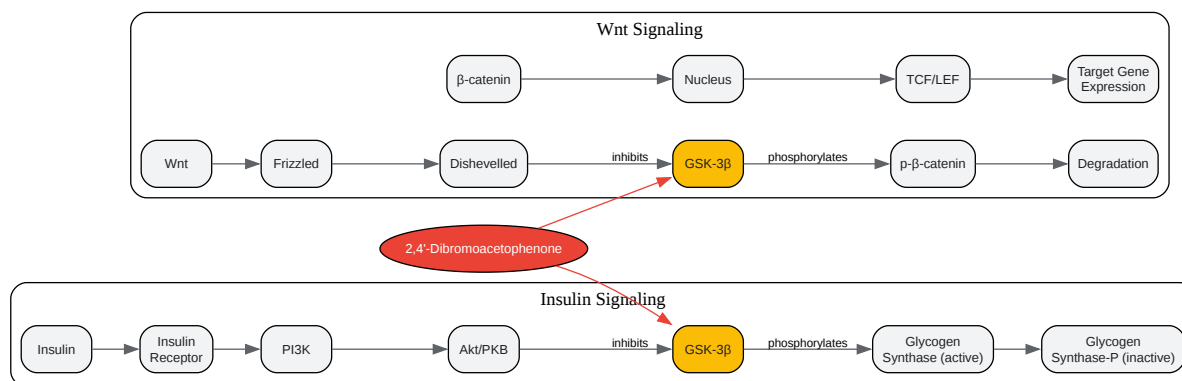 Wnt Signaling
β-catenin
Nucleus
TCF/LEF
Target Gene
Expression
Wnt
Frizzled
Dishevelled
inhibits
GSK-3β
phosphorylates
p-β-catenin
Degradation
2,4'-Dibromoacetophenone
Insulin Signaling
Insulin
Insulin
Receptor
PI3K
Akt/PKB
inhibits
GSK-3β
phosphorylates
Glycogen
Synthase (active)
Glycogen
Synthase-P (inactive)